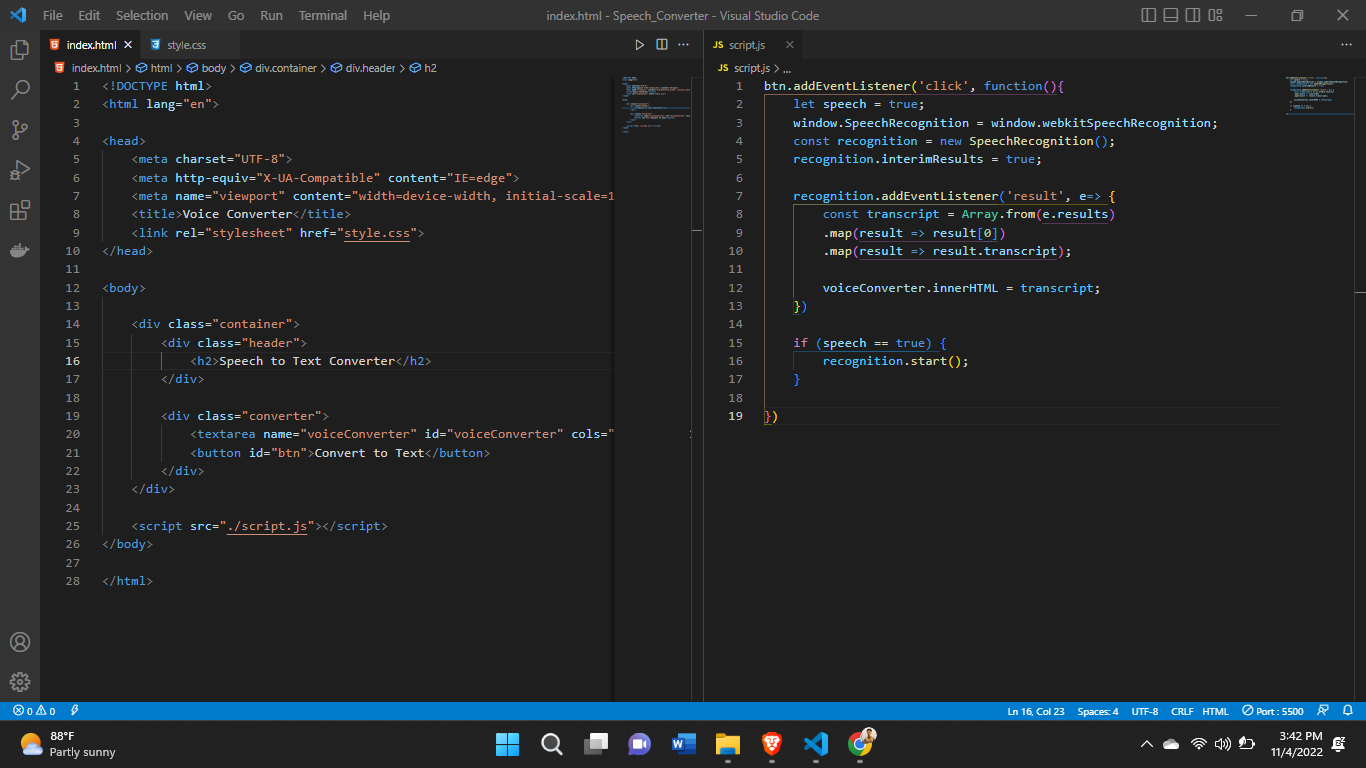 File Edit Selection View Go Run Terminal Help
index.html - Speech_Converter - Visual Studio Code
index.html
style.css
index.html > html > body > div.container > div.header > h2
1 <!DOCTYPE html>
2 <html lang="en">
3
4 <head>
5 <meta charset="UTF-8">
6 <meta http-equiv="X-UA-Compatible" content="IE=edge">
7 <meta name="viewport" content="width=device-width, initial-scale=1
8 <title>Voice Converter</title>
9 <link rel="stylesheet" href="style.css">
10 </head>
11
12 <body>
13
14 <div class="container">
15 <div class="header">
16 <h2>Speech to Text Converter</h2>
17 </div>
18
19 <div class="converter">
20 <textarea name="voiceConverter" id="voiceConverter" cols="
21 <button id="btn">Convert to Text</button>
22 </div>
23 </div>
24
25 <script src="./script.js"></script>
26 </body>
27
28 </html>
JS script.js
JS script.js > ...
1 btn.addEventListener('click', function(){
2 let speech = true;
3 window.SpeechRecognition = window.webkitSpeechRecognition;
4 const recognition = new SpeechRecognition();
5 recognition.interimResults = true;
6
7 recognition.addEventListener('result', e=> {
8 const transcript = Array.from(e.results)
9 .map(result => result[0])
10 .map(result => result.transcript);
11
12 voiceConverter.innerHTML = transcript;
13 })
14
15 if (speech == true) {
16 recognition.start();
17 }
18
19 })
0 0
Ln 16, Col 23 Spaces: 4 UTF-8 CRLF HTML Port : 5500
88°F
Partly sunny
3:42 PM
11/4/2022